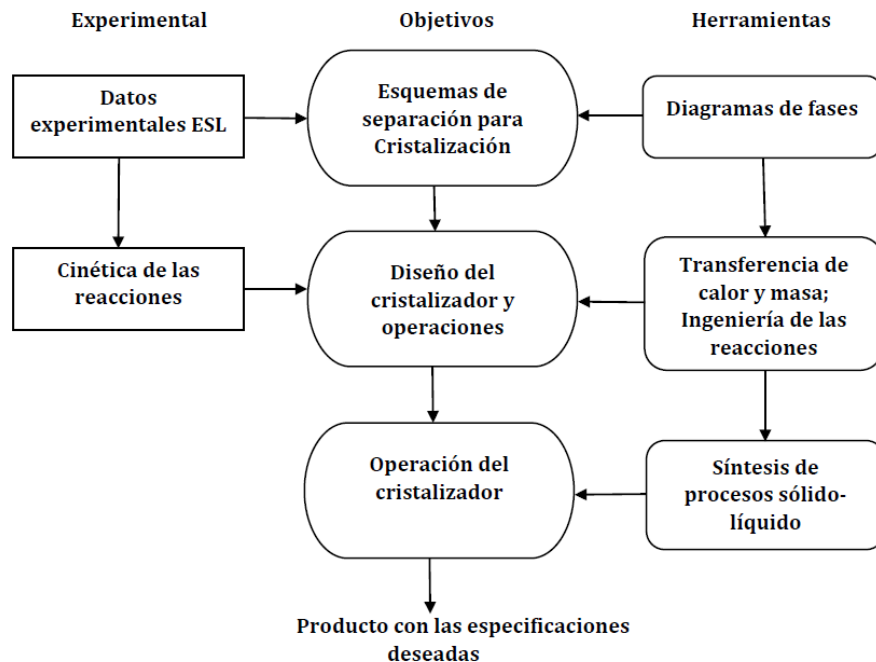 Experimental
Objetivos
Herramientas
Datos
experimentales ESL
Esquemas de
separación para
Cristalización
Diagramas de fases
Cinética de las
reacciones
Diseño del
cristalizador y
operaciones
Transferencia de
calor y masa;
Ingeniería de las
reacciones
Operación del
cristalizador
Síntesis de
procesos sólido-
líquido
Producto con las especificaciones
deseadas